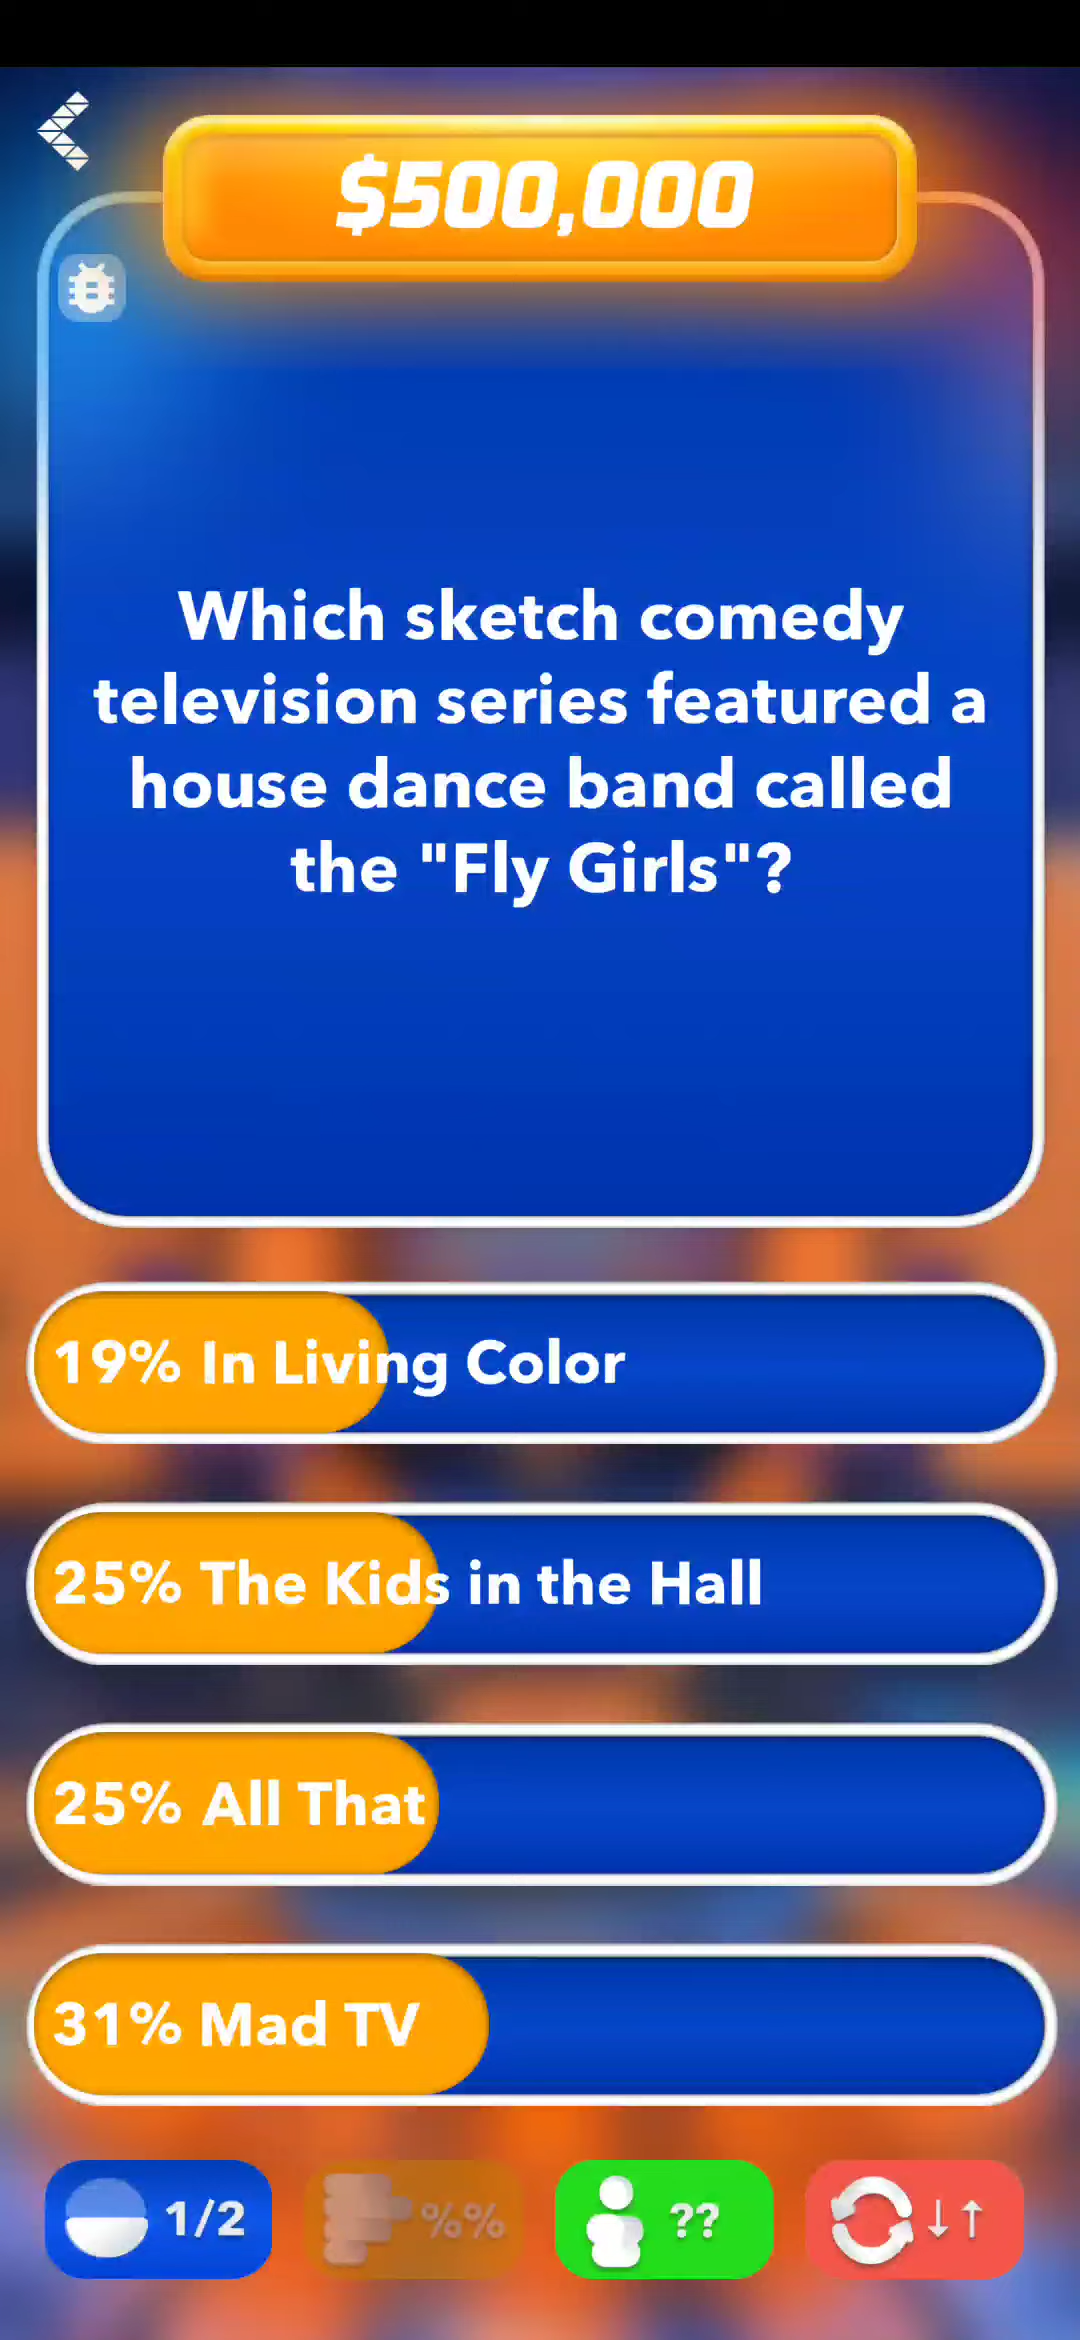 $500,000
Which sketch comedy
television series featured a
house dance band called
the "Fly Girls"?
19% In Living Color
25% The Kids in the Hall
25% All That
31% Mad TV
1/2 %% ?? ↓↑